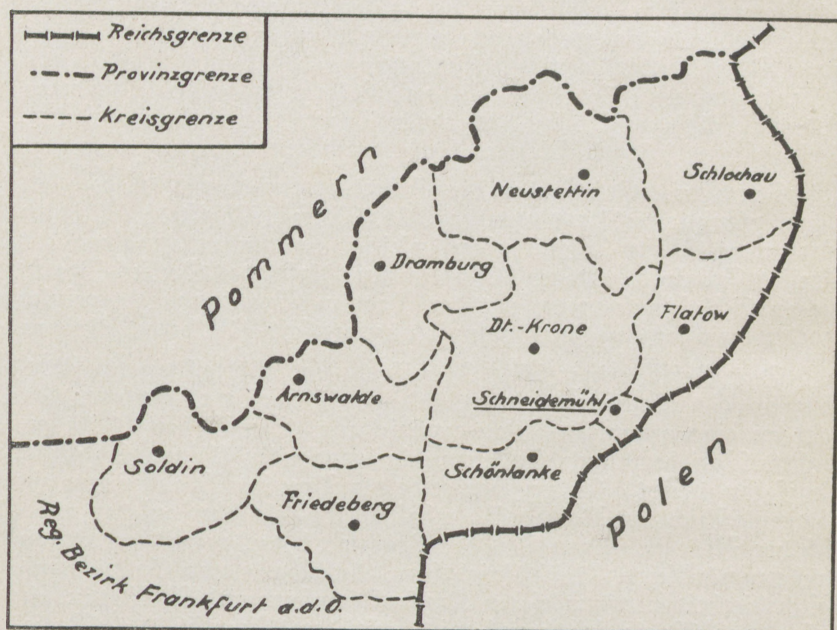 Reichsgrenze
Provinzgrenze
Kreisgrenze
Pommern
Neustettin
Schlochau
Dramburg
Dt.-Krone
Flatow
Arnswalde
Schneidemühl
Soldin
Schönlanke
Polen
Friedeberg
Reg. Bezirk Frankfurt a.d.O.